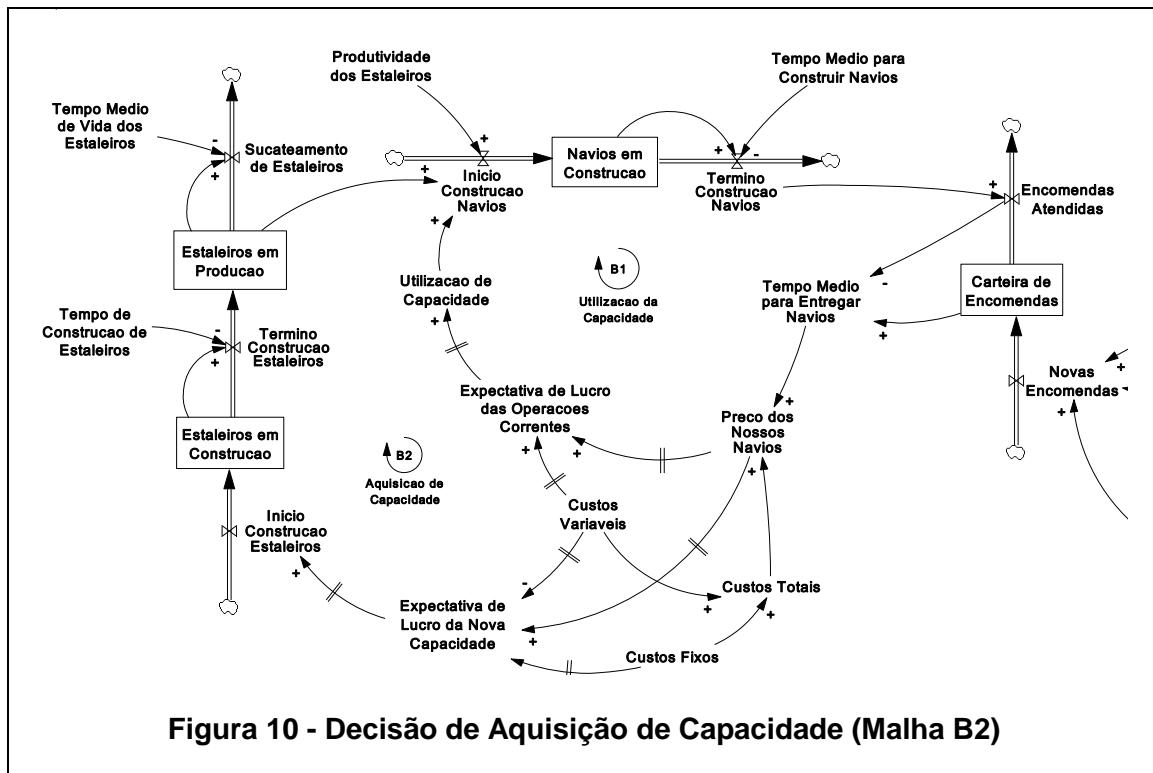 Produtividade
dos Estaleiros
Tempo Medio para
Construir Navios
Tempo Medio
de Vida dos
Estaleiros
-
+
Sucateamento
de Estaleiros
+
+
Inicio
Construcao
Navios
+
Navios em
Construcao
+
-
Termino
Construcao
Navios
+
Encomendas
Atendidas
Estaleiros em
Producao
Utilizacao de
Capacidade
+
B1
Utilizacao da
Capacidade
Tempo Medio
para Entregar
Navios
-
+
Carteira de
Encomendas
Tempo de
Construcao de
Estaleiros
-
+
Termino
Construcao
Estaleiros
Novas
Encomendas
+
+
-
Expectativa de Lucro
das Operacoes
Correntes
+
+
Preco dos
Nossos
Navios
+
+
Estaleiros em
Construcao
B2
Aquisicao de
Capacidade
Custos
Variaveis
Inicio
Construcao
Estaleiros
+
Expectativa de
Lucro da Nova
Capacidade
-
+
Custos Totais
+
+
Custos Fixos
Figura 10 - Decisão de Aquisição de Capacidade (Malha B2)